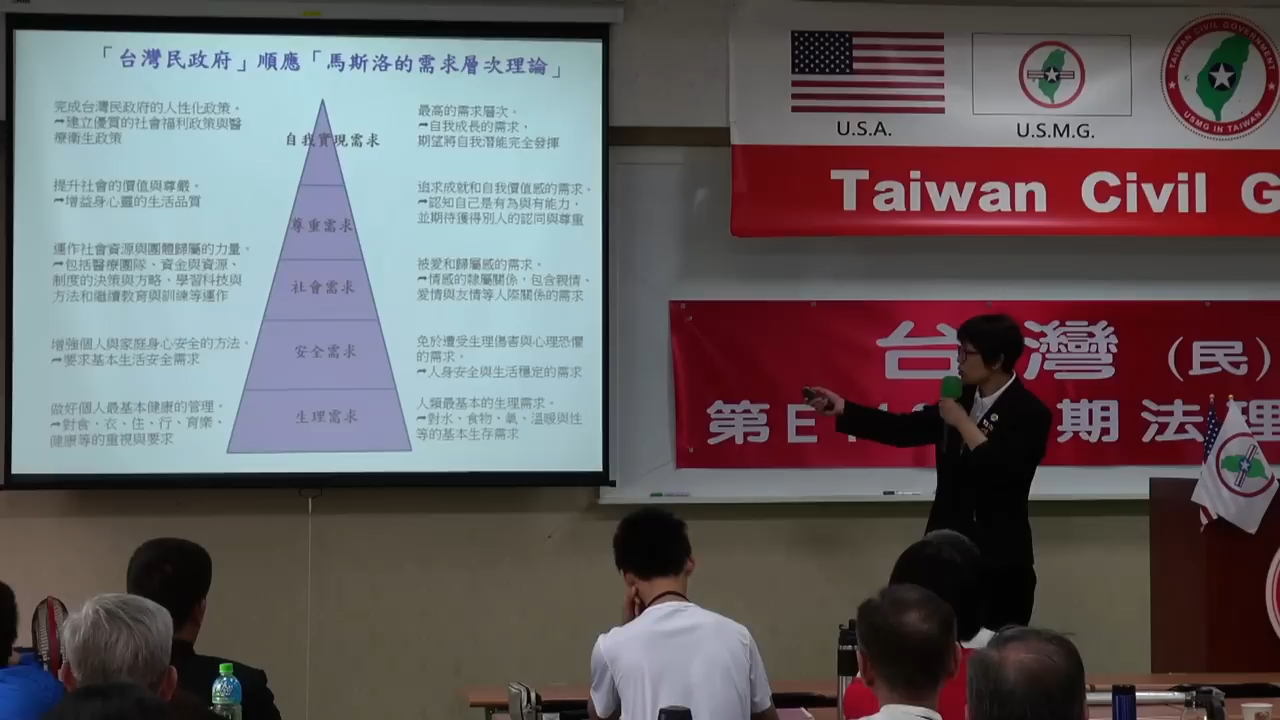 「台灣民政府」順應「馬斯洛的需求層次理論」
完成台灣民政府的人性化政策。
➡建立優質的社會福利政策與醫
療衛生政策
提升社會的價值與尊嚴。
➡增益身心靈的生活品質
運作社會資源與團體歸屬的力量。
➡包括醫療團隊、資金與資源、
制度的決策與方略、學習科技與
方法和繼續教育與訓練等運作
增強個人與家庭身心安全的方法。
➡要求基本生活安全需求
做好個人最基本健康的管理。
➡對食、衣、住、行、育樂、
健康等的重視與要求
自我實現需求
尊重需求
社會需求
安全需求
生理需求
最高的需求層次。
➡自我成長的需求，
期望將自我潛能完全發揮
追求成就和自我價值感的需求。
➡認知自己是有為與有能力，
並期待獲得別人的認同與尊重
被愛和歸屬感的需求。
➡情感的隸屬關係，包含親情、
愛情與友情等人際關係的需求
免於遭受生理傷害與心理恐懼
的需求。
➡人身安全與生活穩定的需求
人類最基本的生理需求。
➡對水、食物、氧、溫暖與性
等的基本生存需求
U.S.A.
U.S.M.G.
TAIWAN CIVIL GOVERNMENT
USMG IN TAIWAN
Taiwan Civil G
台灣（民）
第E1 期法理